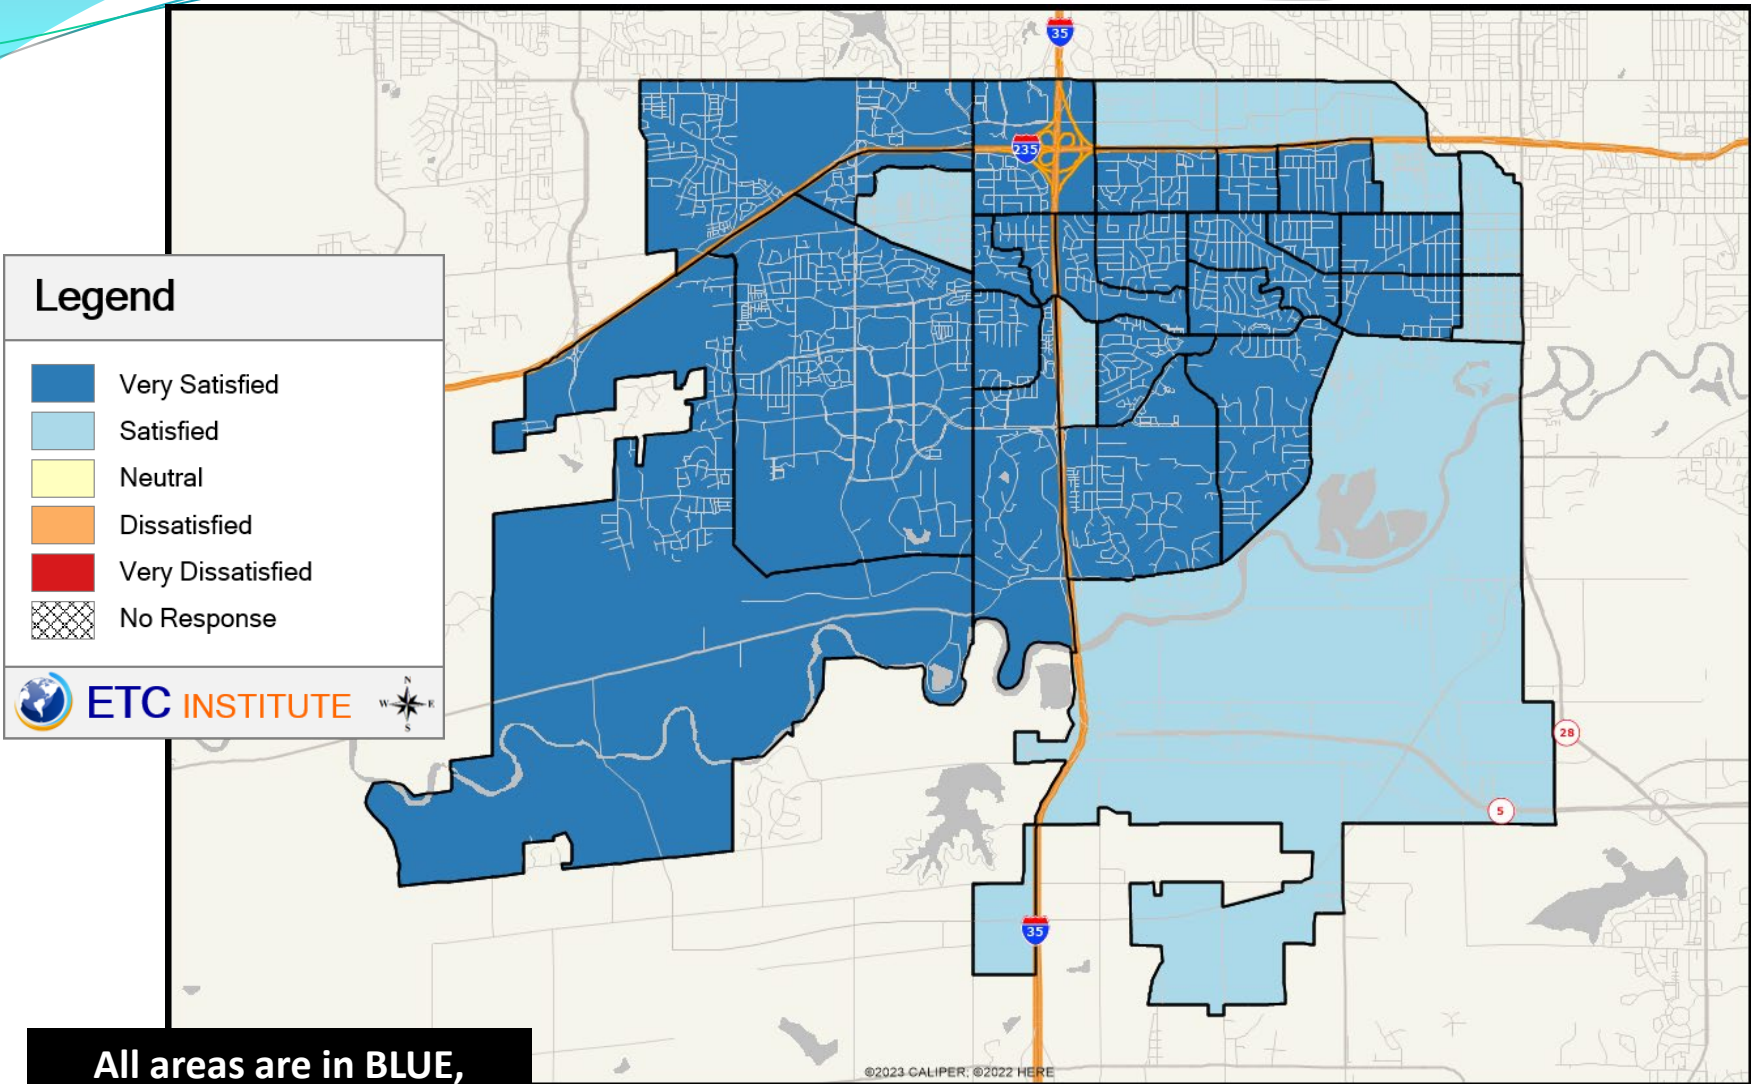 35
235
Legend
Very Satisfied
Satisfied
Neutral
Dissatisfied
Very Dissatisfied
No Response
ETC INSTITUTE
N
W E
S
28
5
35
All areas are in BLUE,
©2023 CALIPER; ©2022 HERE